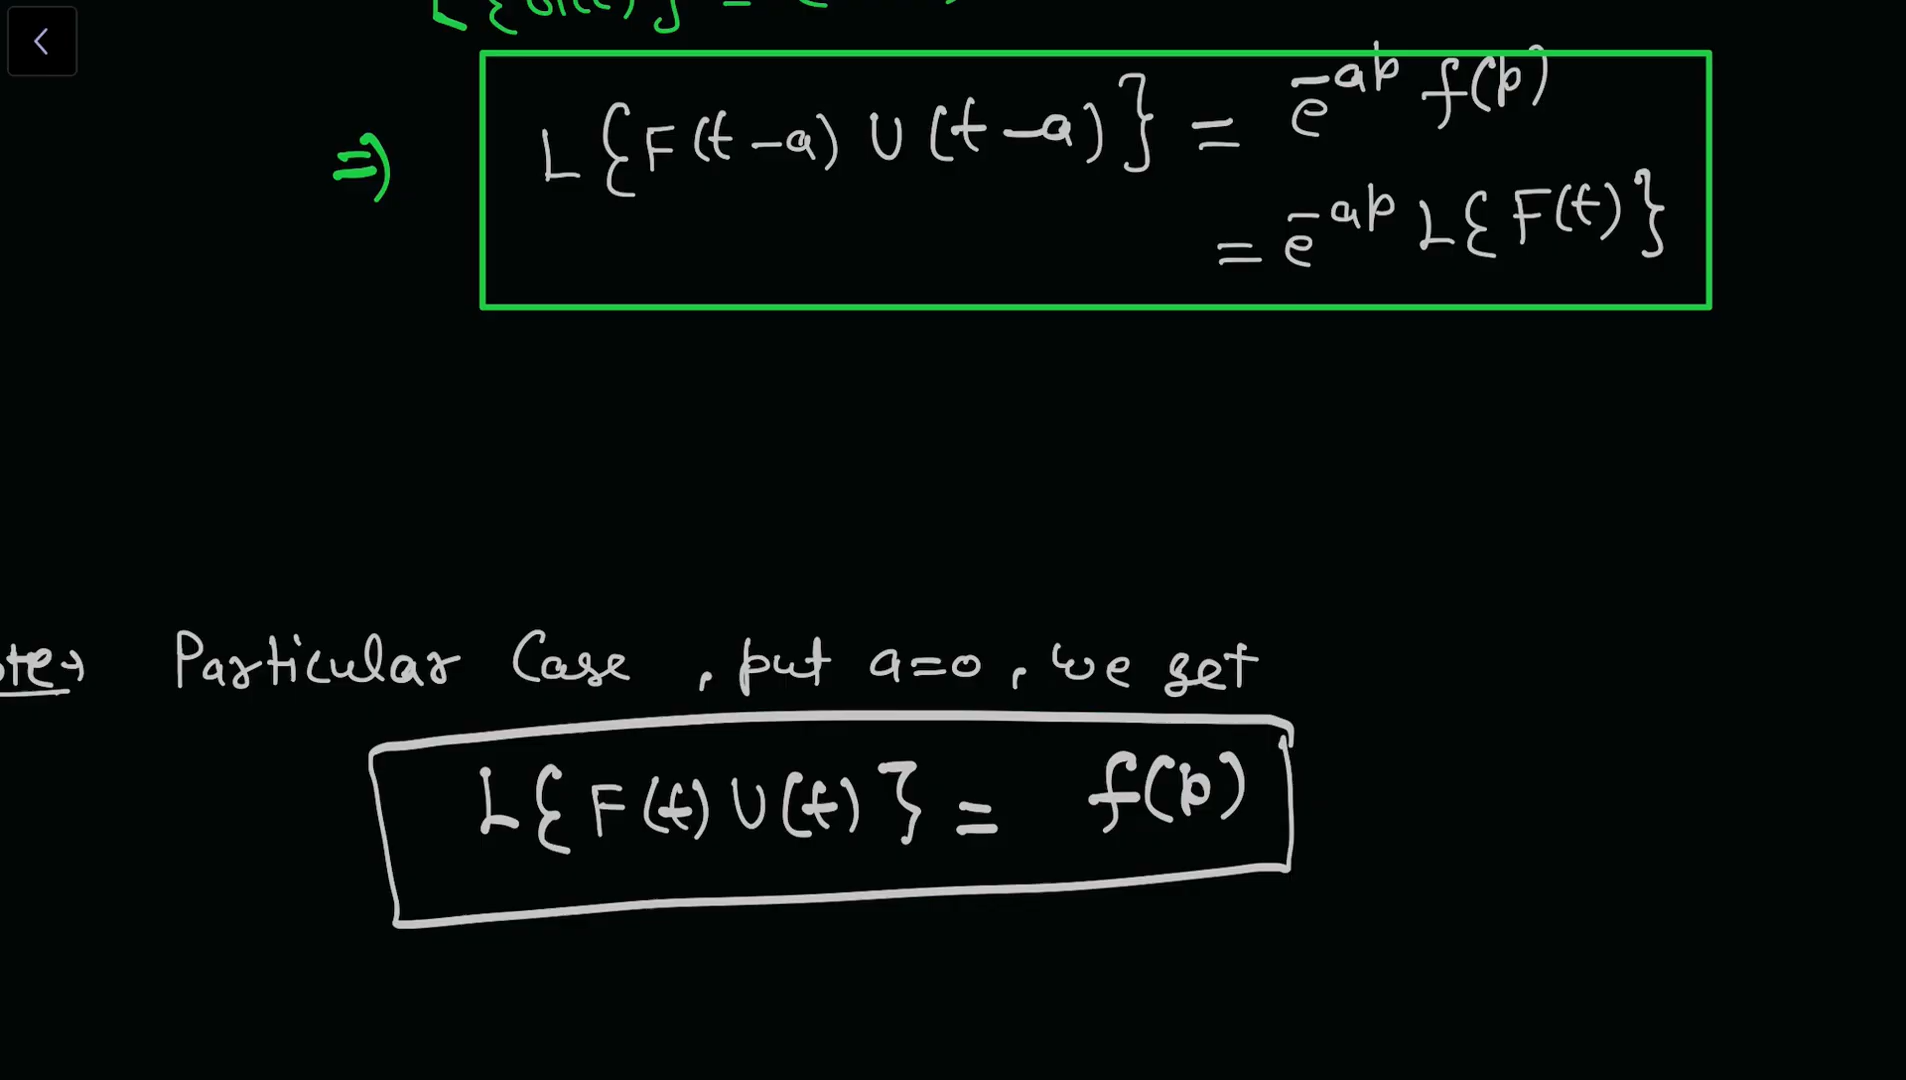 ⇒ L{F(t-a) U(t-a)} = e^{-ap} f(p)
= e^{-ap} L{F(t)}
Particular Case, put a=0, we get
L{F(t) U(t)} = f(p)